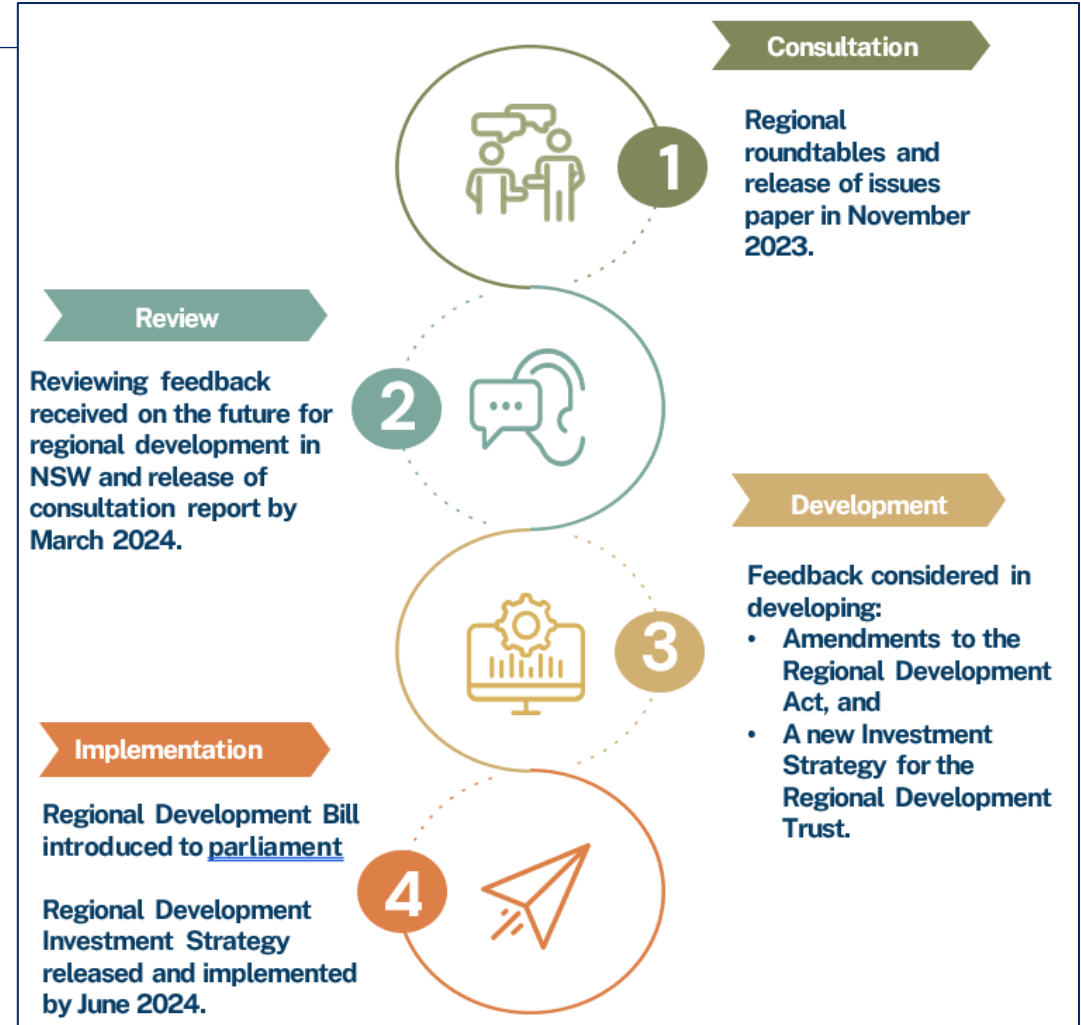 Consultation
1
Regional
roundtables and
release of issues
paper in November
2023.
Review
2
Reviewing feedback
received on the future for
regional development in
NSW and release of
consultation report by
March 2024.
Development
3
Feedback considered in
developing:
• Amendments to the
Regional Development
Act, and
• A new Investment
Strategy for the
Regional Development
Trust.
Implementation
4
Regional Development Bill
introduced to parliament
Regional Development
Investment Strategy
released and implemented
by June 2024.